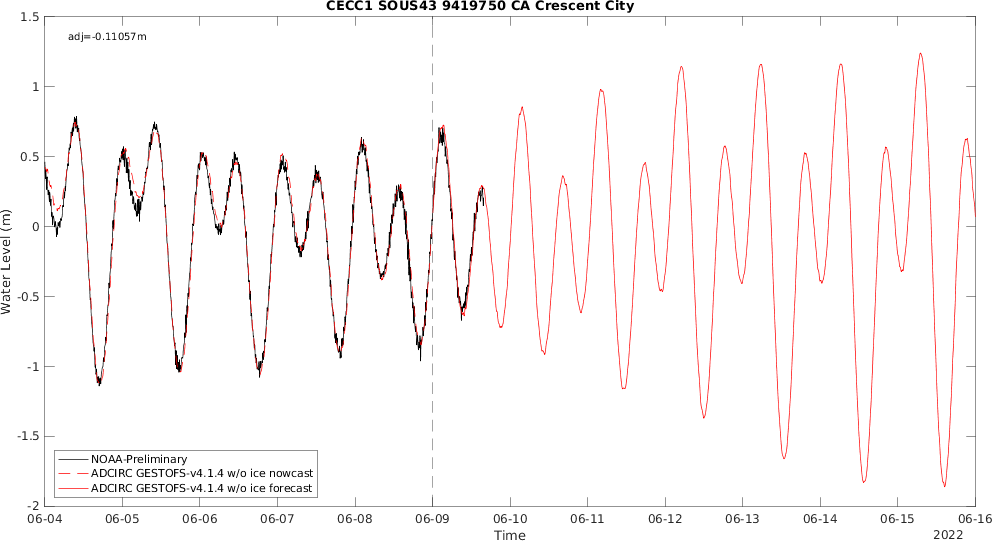 CECC1 SOUS43 9419750 CA Crescent City
adj=-0.11057m
1.5
1
0.5
0
-0.5
-1
-1.5
-2
Water Level (m)
NOAA-Preliminary
ADCIRC GESTOFS-v4.1.4 w/o ice nowcast
ADCIRC GESTOFS-v4.1.4 w/o ice forecast
06-04 06-05 06-06 06-07 06-08 06-09 06-10 06-11 06-12 06-13 06-14 06-15 06-16
Time
2022